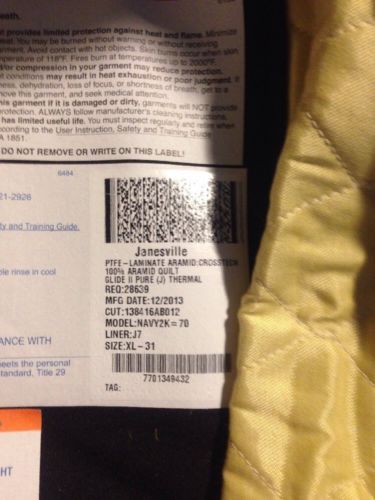 eath.
t provides limited protection against heat and flame. Minimize
eat. You may be burned without warning or without receiving
arment. Avoid contact with hot objects. Skin burns occur when skin
mperature of 118°F. Fires burn at temperatures up to 2000°F.
and/or compression in your garment may reduce protection.
t conditions may result in heat exhaustion or poor judgment. If
ness, dehydration, loss of focus, or shortness of breath, get to a
move this garment, and seek medical attention.
his garment if it is damaged or dirty, garments will NOT provide
protection. ALWAYS follow manufacturer's cleaning instructions.
has limited useful life. You must inspect regularly and retire when
according to the User Instruction, Safety and Training Guide
A 1851.
DO NOT REMOVE OR WRITE ON THIS LABEL!
6484
21-2926
ty and Training Guide.
ble rinse in cool
ANCE WITH
meets the personal
standard, Title 29
Janesville
PTFE-LAMINATE ARAMID:CROSSTECH
100% ARAMID QUILT
GLIDE II PURE (J) THERMAL
REQ:28639
MFG DATE:12/2013
CUT:138416AB012
MODEL:NAVY2K=70
LINER:J7
SIZE:XL-31
7701349432
TAG:
HT